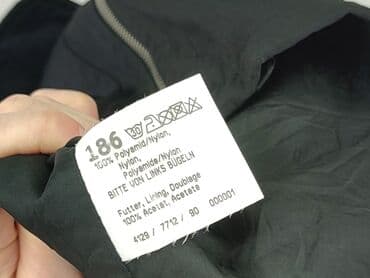 186 30
100% Polyamid/Nylon,
Nylon,
Polyamide/Nylon
BITTE VON LINKS BÜGELN
Futter, Lining, Doublage
100% Acetat, Acetate
4129 / 7712 / 90 000001